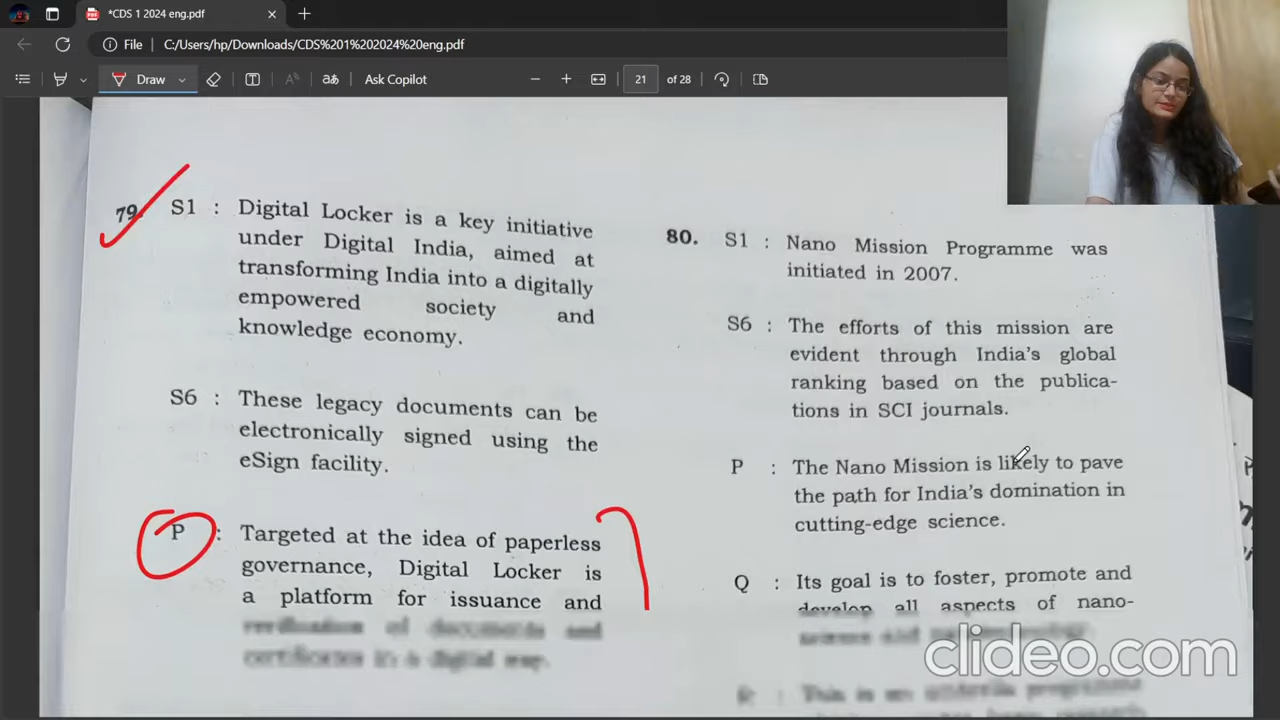 *CDS 1 2024 eng.pdf
File
C:/Users/hp/Downloads/CDS%201%202024%20eng.pdf
Draw
Ask Copilot
21
of 28
79.
S1 : Digital Locker is a key initiative
under Digital India, aimed at
transforming India into a digitally
empowered society and
knowledge economy.
S6 : These legacy documents can be
electronically signed using the
eSign facility.
P : Targeted at the idea of paperless
governance, Digital Locker is
a platform for issuance and
verification of documents and
certificates in a digital way.
80. S1 : Nano Mission Programme was
initiated in 2007.
S6 : The efforts of this mission are
evident through India's global
ranking based on the publica-
tions in SCI journals.
P : The Nano Mission is likely to pave
the path for India's domination in
cutting-edge science.
Q : Its goal is to foster, promote and
develop all aspects of nano-
science and
R : This is an umbrella programme
clideo.com